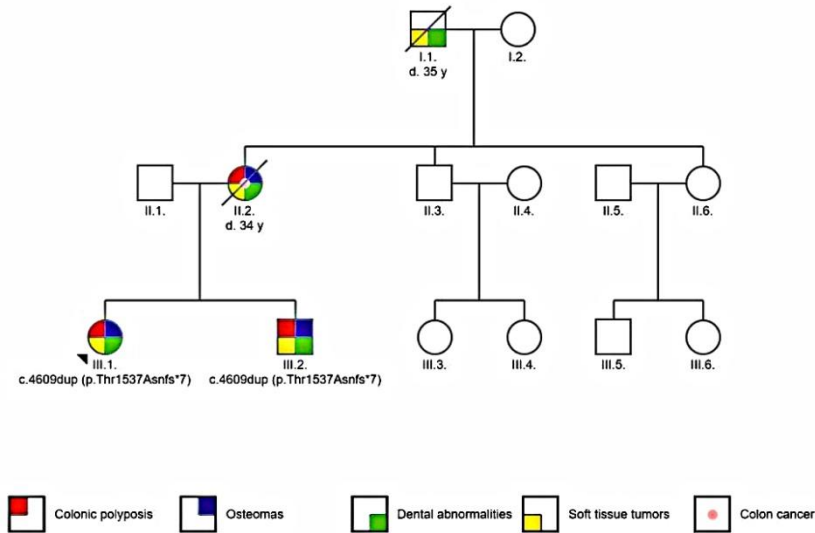 I.1.
d. 35 y
I.2.
II.1.
II.2.
d. 34 y
II.3.
II.4.
II.5.
II.6.
III.1.
c.4609dup (p.Thr1537Asnfs*7)
III.2.
c.4609dup (p.Thr1537Asnfs*7)
III.3.
III.4.
III.5.
III.6.
Colonic polyposis
Osteomas
Dental abnormalities
Soft tissue tumors
Colon cancer